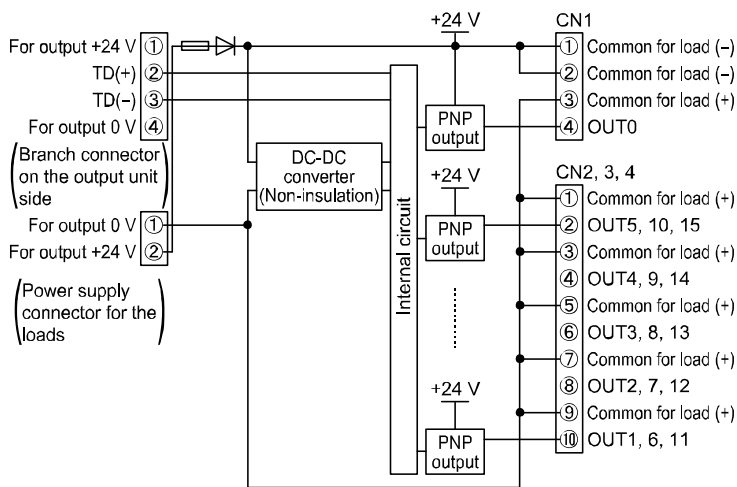 For output +24 V ①
TD(+) ②
TD(−) ③
For output 0 V ④
(Branch connector
on the output unit
side)
For output 0 V ①
For output +24 V ②
(Power supply
connector for the
loads)
DC-DC
converter
(Non-insulation)
Internal circuit
+24 V
PNP
output
+24 V
PNP
output
+24 V
PNP
output
CN1
① Common for load (−)
② Common for load (−)
③ Common for load (+)
④ OUT0
CN2, 3, 4
① Common for load (+)
② OUT5, 10, 15
③ Common for load (+)
④ OUT4, 9, 14
⑤ Common for load (+)
⑥ OUT3, 8, 13
⑦ Common for load (+)
⑧ OUT2, 7, 12
⑨ Common for load (+)
⑩ OUT1, 6, 11